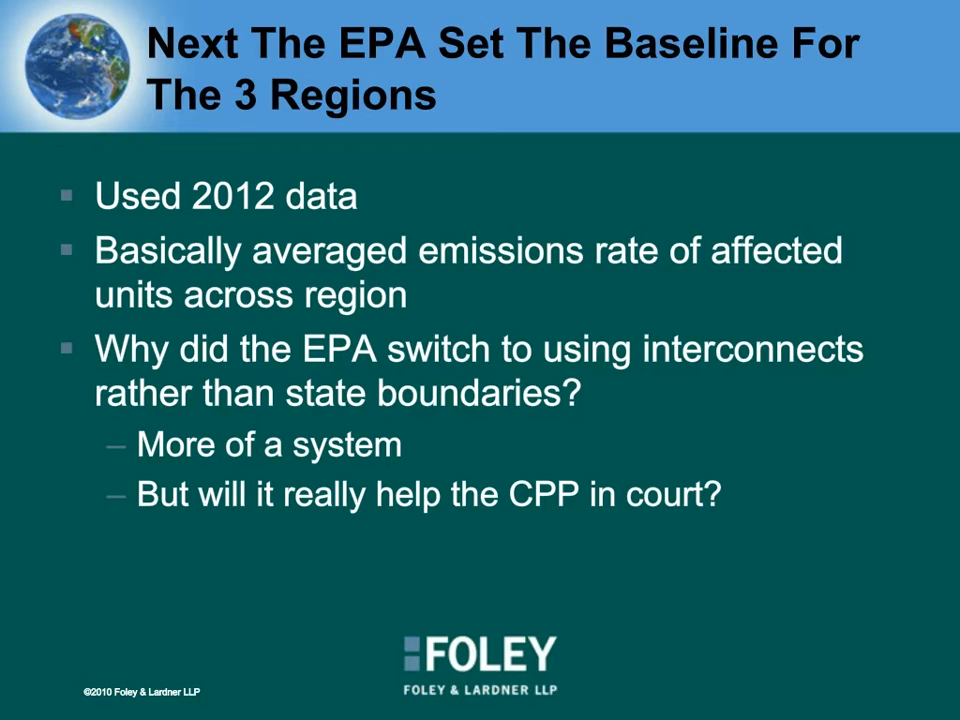 Next The EPA Set The Baseline For
The 3 Regions
Used 2012 data
Basically averaged emissions rate of affected
units across region
Why did the EPA switch to using interconnects
rather than state boundaries?
– More of a system
– But will it really help the CPP in court?
FOLEY
FOLEY & LARDNER LLP
©2010 Foley & Lardner LLP